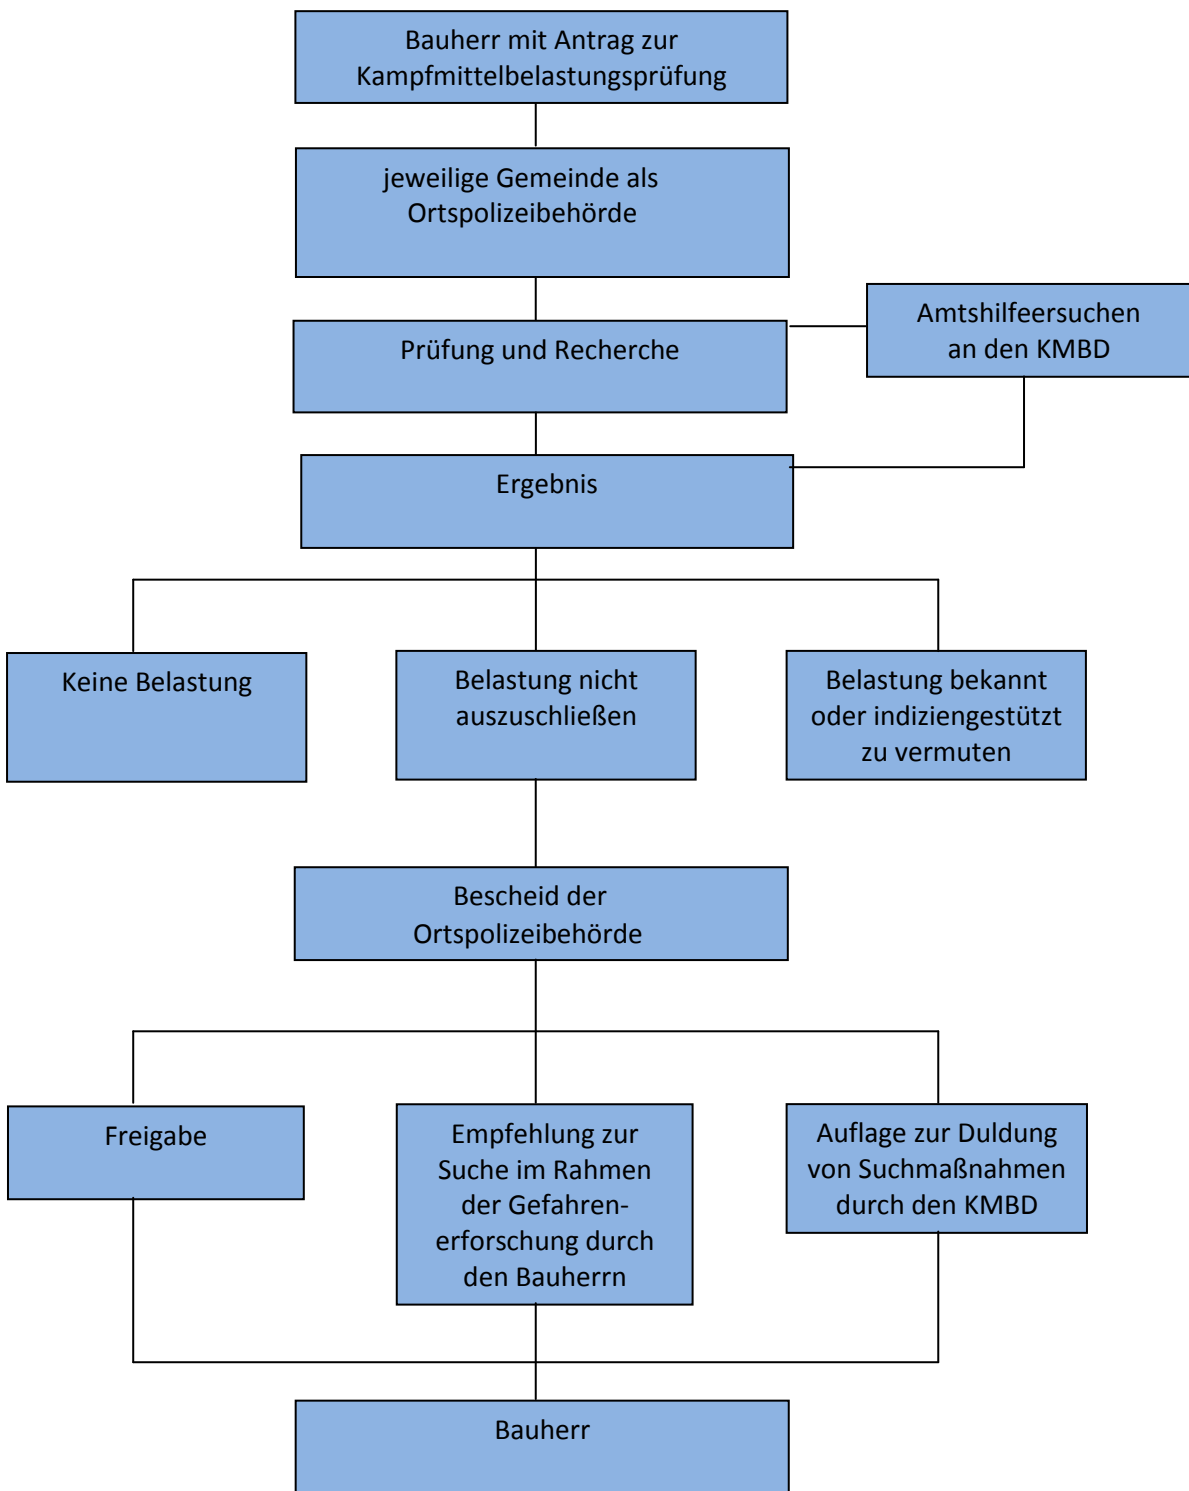 Bauherr mit Antrag zur
Kampfmittelbelastungsprüfung
jeweilige Gemeinde als
Ortspolizeibehörde
Prüfung und Recherche
Amtshilfeersuchen
an den KMBD
Ergebnis
Keine Belastung
Belastung nicht
auszuschließen
Belastung bekannt
oder indiziengestützt
zu vermuten
Bescheid der
Ortspolizeibehörde
Freigabe
Empfehlung zur
Suche im Rahmen
der Gefahren-
erforschung durch
den Bauherrn
Auflage zur Duldung
von Suchmaßnahmen
durch den KMBD
Bauherr